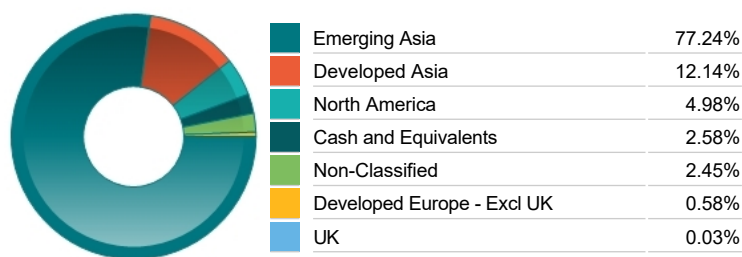 Emerging Asia 77.24%
Developed Asia 12.14%
North America 4.98%
Cash and Equivalents 2.58%
Non-Classified 2.45%
Developed Europe - Excl UK 0.58%
UK 0.03%